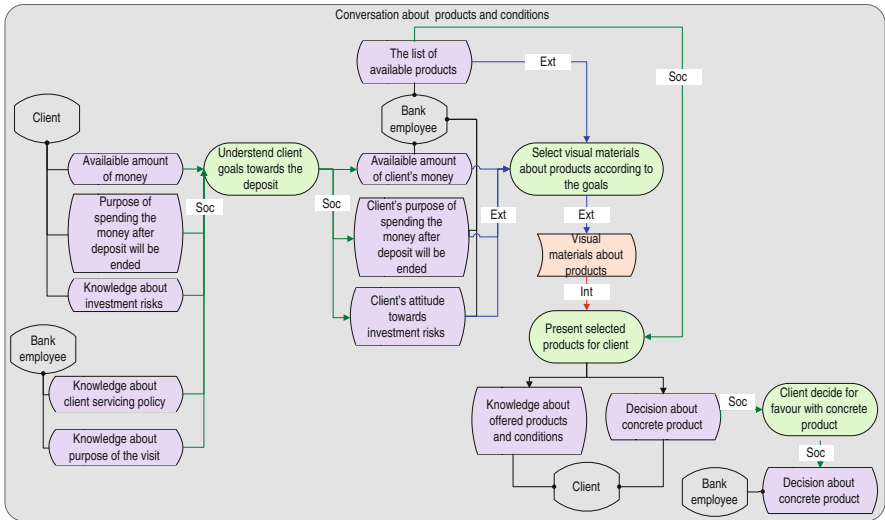 Conversation about products and conditions
The list of
available products
Ext
Soc
Client
Bank
employee
Availaible amount
of money
Understend client
goals towards the
deposit
Availaible amount
of client's money
Select visual materials
about products according to
the goals
Purpose of
spending the
money after
deposit will be
ended
Soc
Soc
Client's purpose of
spending the
money after
deposit will be
ended
Ext
Ext
Visual
materials about
products
Knowledge about
investment risks
Client's attitude
towards
investment risks
Int
Bank
employee
Present selected
products for client
Knowledge about
client servicing policy
Knowledge about
offered products
and conditions
Decision about
concrete product
Soc
Client decide for
favour with concrete
product
Knowledge about
purpose of the visit
Soc
Client
Bank
employee
Decision about
concrete product